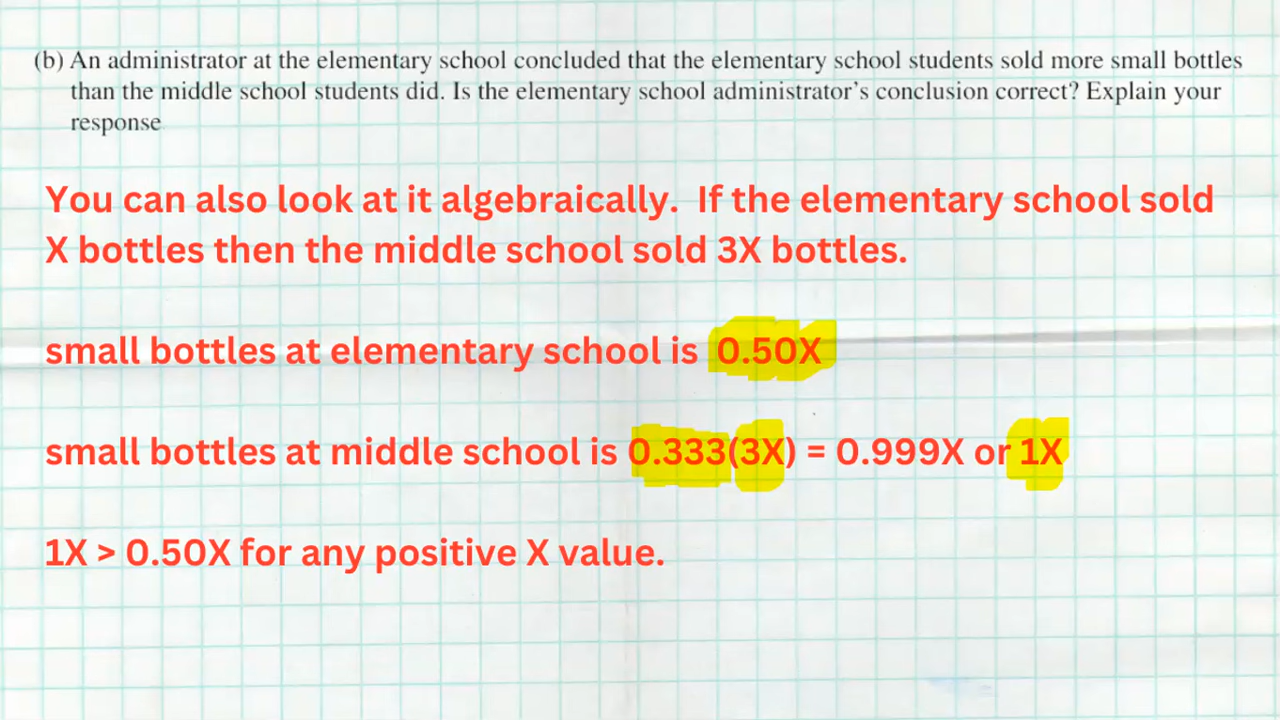 (b) An administrator at the elementary school concluded that the elementary school students sold more small bottles
than the middle school students did. Is the elementary school administrator's conclusion correct? Explain your
response
You can also look at it algebraically. If the elementary school sold
X bottles then the middle school sold 3X bottles.
small bottles at elementary school is 0.50X
small bottles at middle school is 0.333(3X) = 0.999X or 1X
1X > 0.50X for any positive X value.